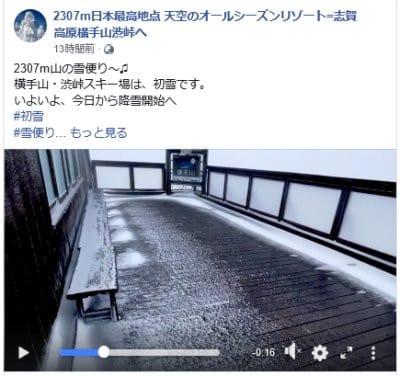 2307m日本最高地点 天空のオールシーズンリゾート=志賀
高原横手山渋峠へ
13時間前
2307m山の雪便り～♫
横手山・渋峠スキー場は、初雪です。
いよいよ、今日から降雪開始へ
#初雪
#雪便り... もっと見る
-0:16